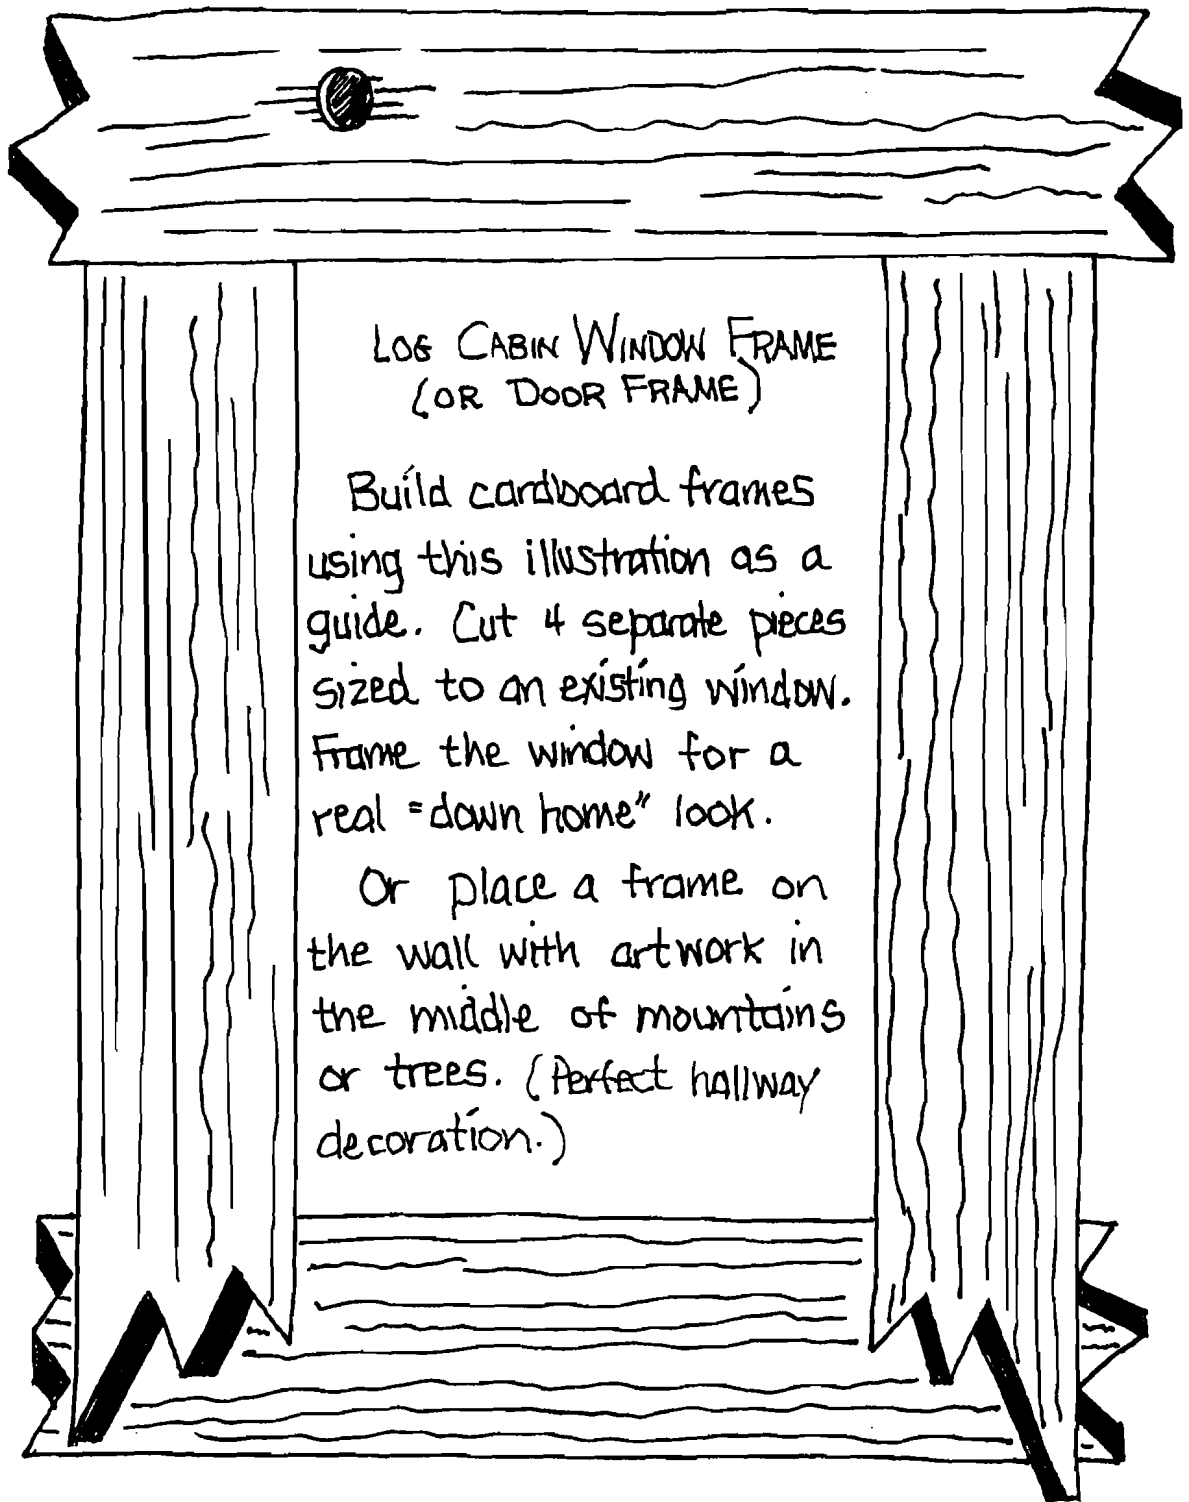 LOG CABIN WINDOW FRAME
(OR DOOR FRAME)
Build cardboard frames
using this illustration as a
guide. Cut 4 separate pieces
sized to an existing window.
Frame the window for a
real "down home" look.
Or place a frame on
the wall with artwork in
the middle of mountains
or trees. (Perfect hallway
decoration.)